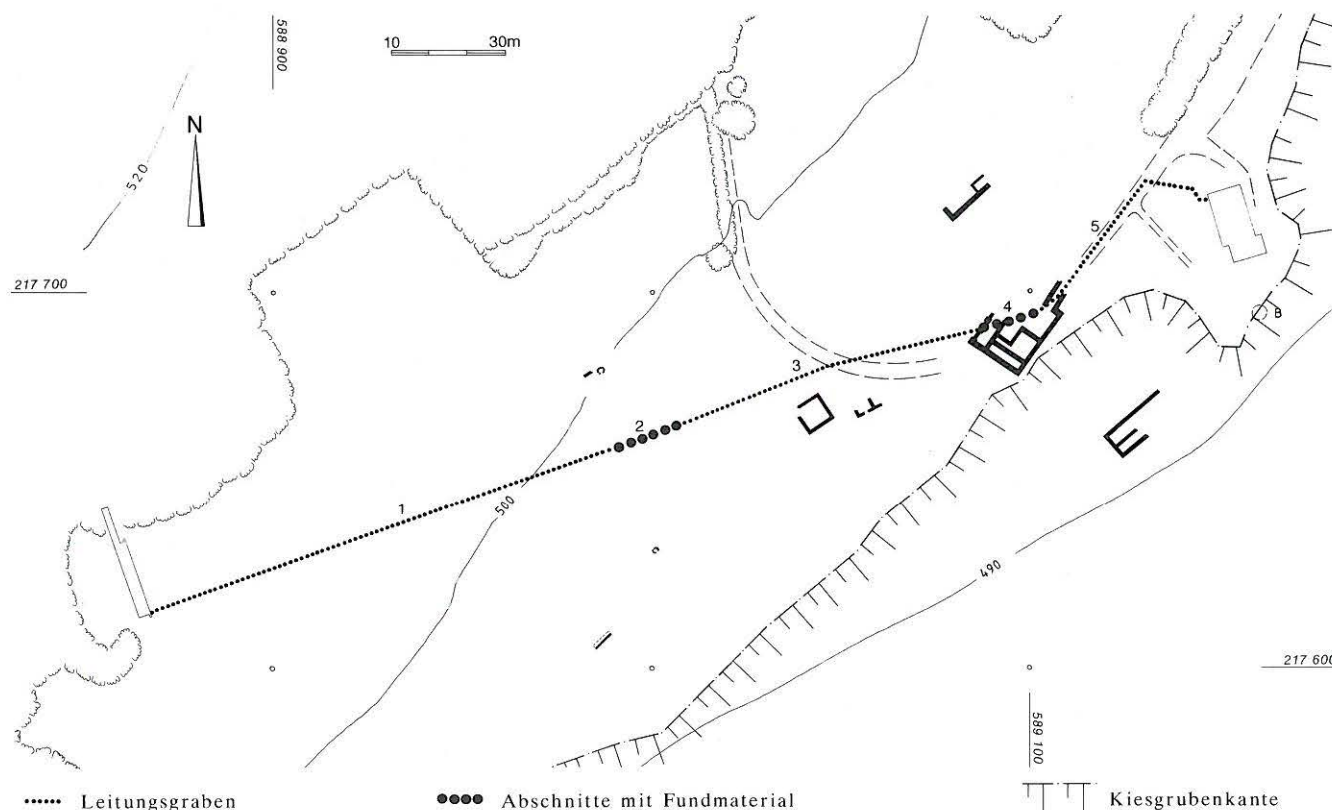 588 900
10 30m
520
N
217 700
5
4
B
3
c
2
1
500
c
490
217 600
589 100
Leitungsgraben
Abschnitte mit Fundmaterial
Kiesgrubenkante